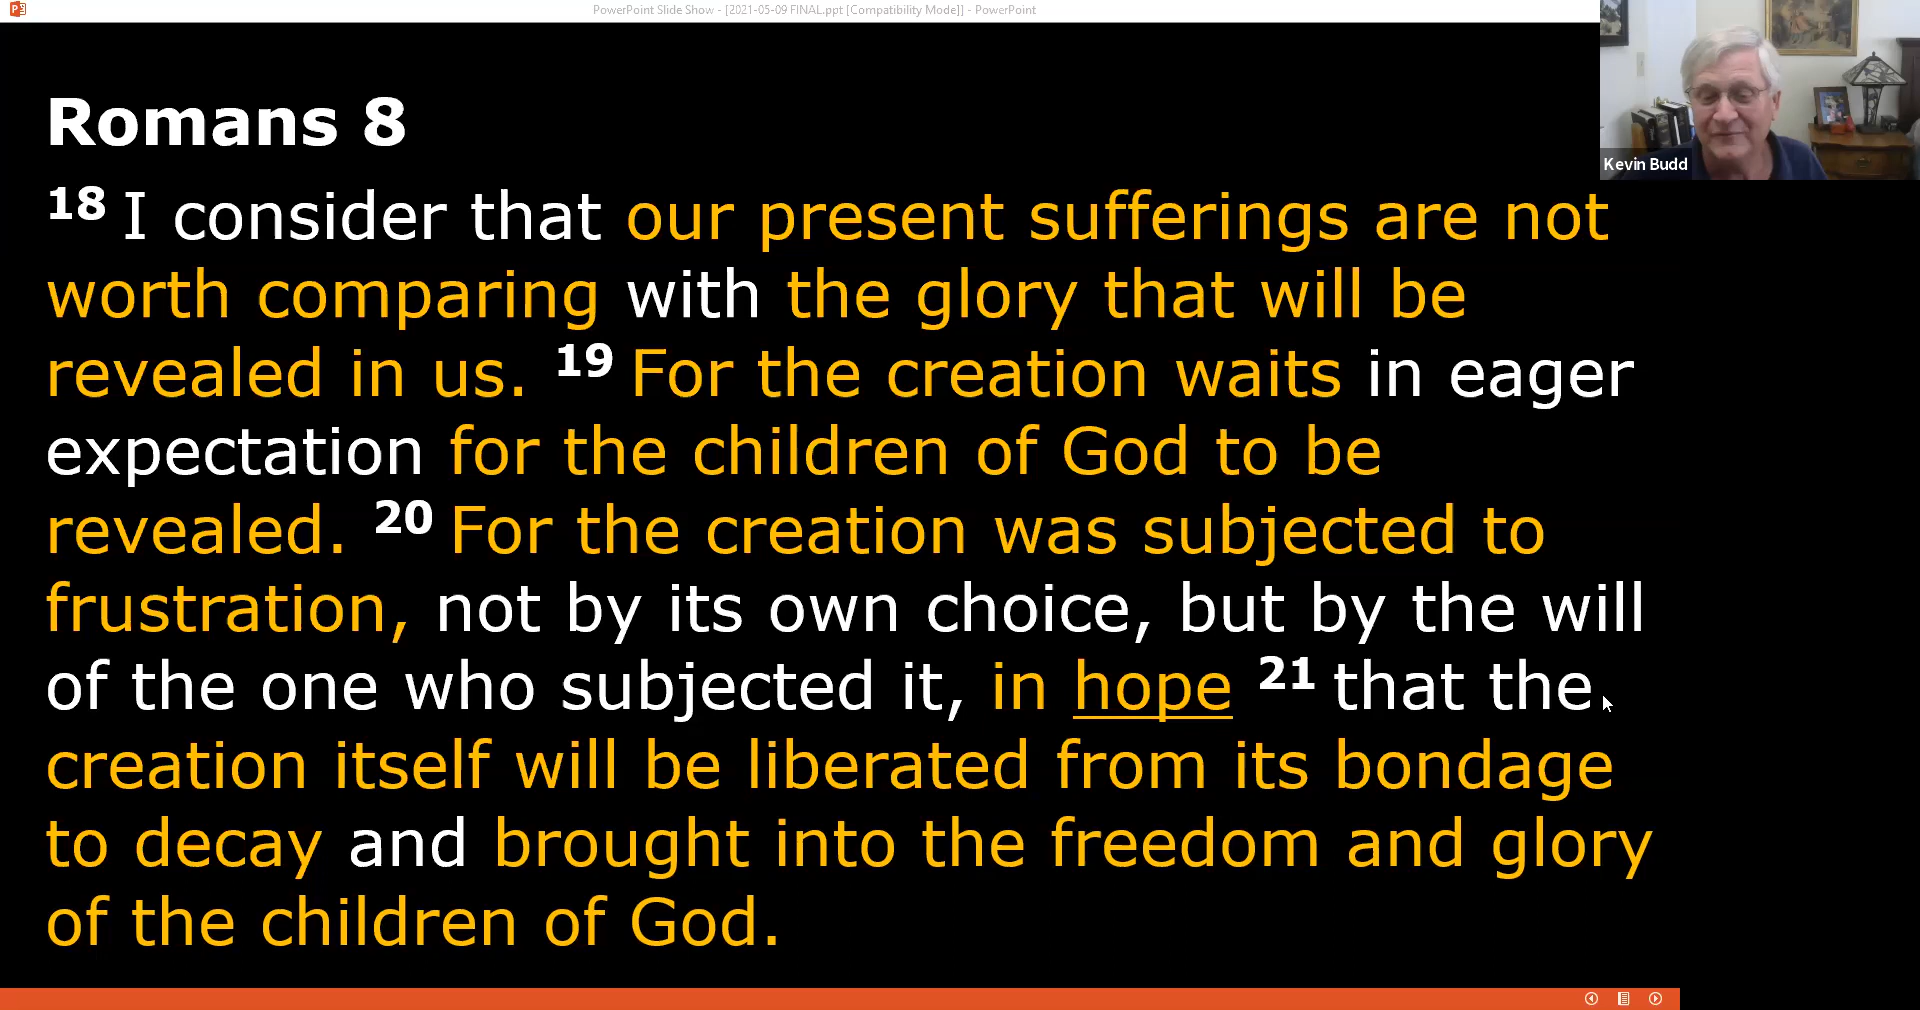 PowerPoint Slide Show - [2021-05-09 FINAL.ppt [Compatibility Mode]] - PowerPoint
Kevin Budd
Romans 8
18 I consider that our present sufferings are not
worth comparing with the glory that will be
revealed in us. 19 For the creation waits in eager
expectation for the children of God to be
revealed. 20 For the creation was subjected to
frustration, not by its own choice, but by the will
of the one who subjected it, in hope 21 that the
creation itself will be liberated from its bondage
to decay and brought into the freedom and glory
of the children of God.